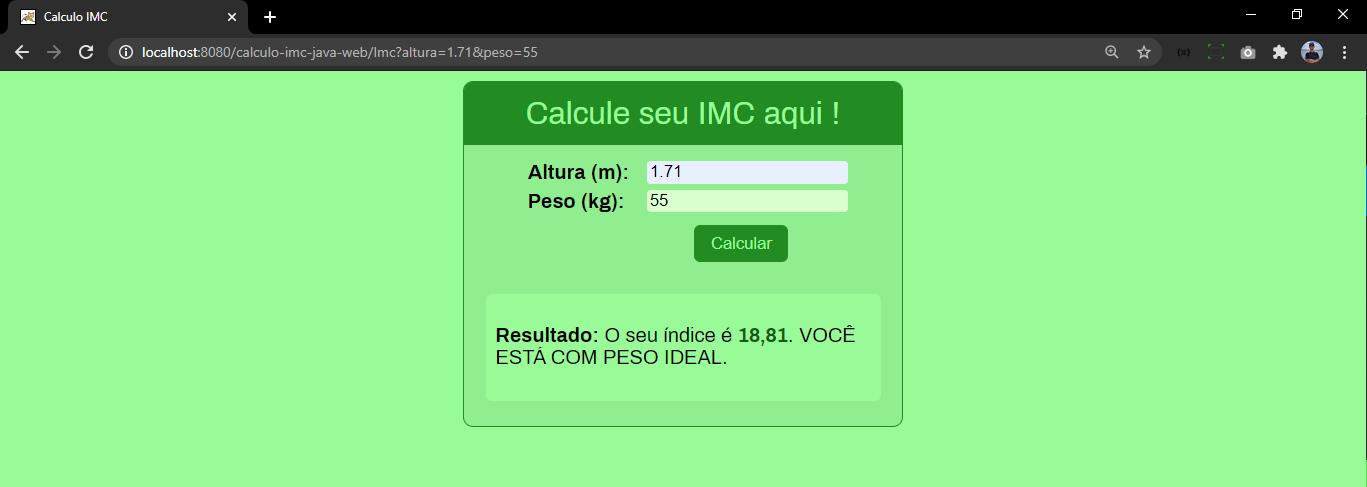 Calculo IMC
localhost:8080/calculo-imc-java-web/Imc?altura=1.71&peso=55
Calcule seu IMC aqui !
Altura (m): 1.71
Peso (kg): 55
Calcular
Resultado: O seu índice é 18,81. VOCÊ
ESTÁ COM PESO IDEAL.